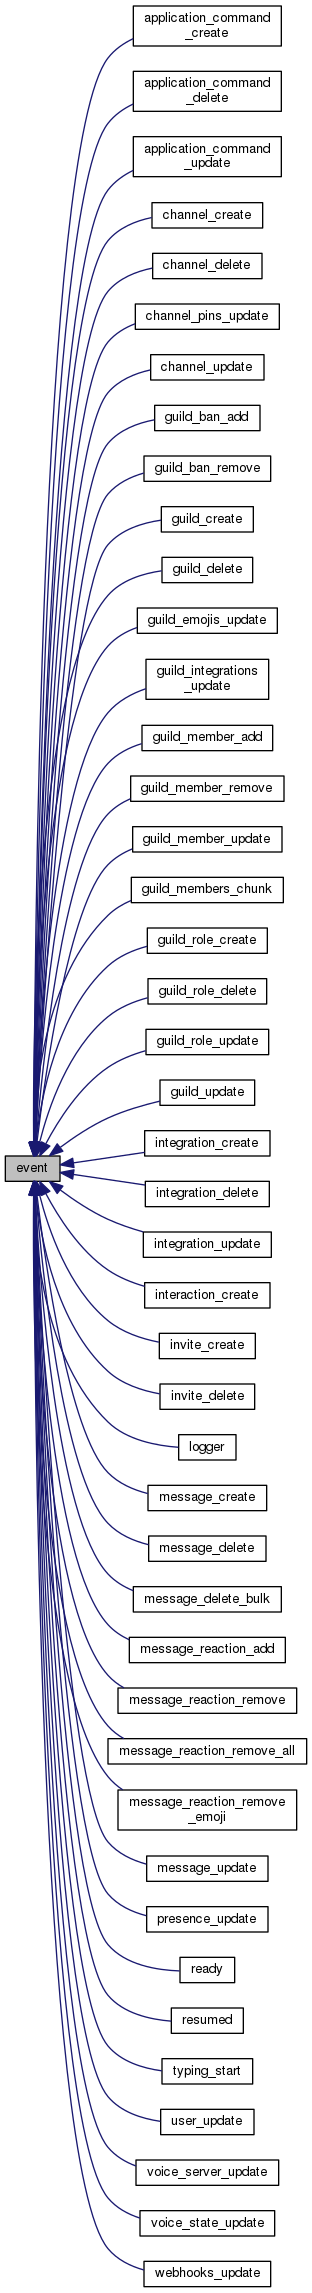 application_command
_create
application_command
_delete
application_command
_update
channel_create
channel_delete
channel_pins_update
channel_update
guild_ban_add
guild_ban_remove
guild_create
guild_delete
guild_emojis_update
guild_integrations
_update
guild_member_add
guild_member_remove
guild_member_update
guild_members_chunk
guild_role_create
guild_role_delete
guild_role_update
guild_update
integration_create
event
integration_delete
integration_update
interaction_create
invite_create
invite_delete
logger
message_create
message_delete
message_delete_bulk
message_reaction_add
message_reaction_remove
message_reaction_remove_all
message_reaction_remove
_emoji
message_update
presence_update
ready
resumed
typing_start
user_update
voice_server_update
voice_state_update
webhooks_update